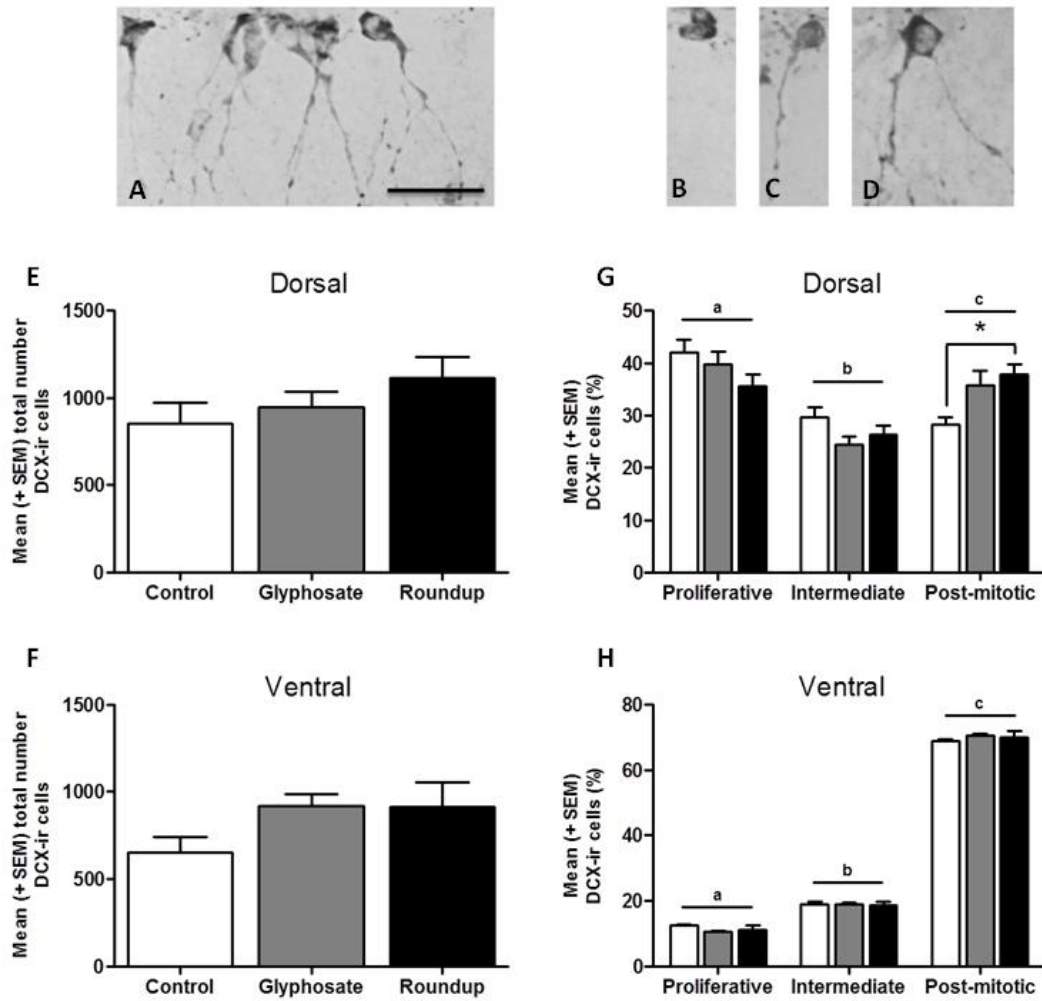 A
B
C
D
E
Dorsal
Mean (+ SEM) total number
DCX-ir cells
1500
1000
500
0
Control Glyphosate Roundup
G
Dorsal
Mean (+ SEM)
DCX-ir cells (%)
50
40
30
20
10
0
a
b
c
*
Proliferative Intermediate Post-mitotic
F
Ventral
Mean (+ SEM) total number
DCX-ir cells
1500
1000
500
0
Control Glyphosate Roundup
H
Ventral
Mean (+ SEM)
DCX-ir cells (%)
80
60
40
20
0
a
b
c
Proliferative Intermediate Post-mitotic